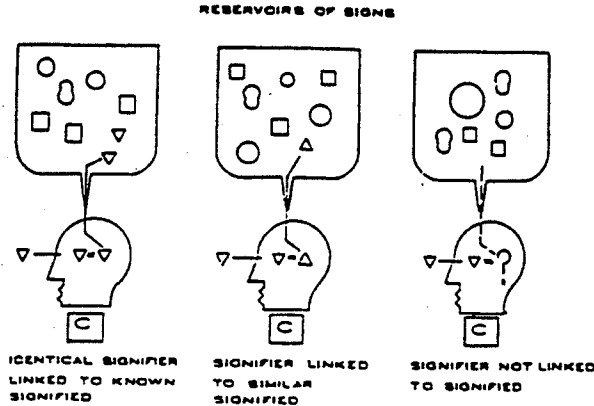 RESERVOIRS OF SIGNS
C
C
C
IDENTICAL SIGNIFIER
LINKED TO KNOWN
SIGNIFIED
SIGNIFIER LINKED
TO SIMILAR
SIGNIFIED
SIGNIFIER NOT LINKED
TO SIGNIFIED